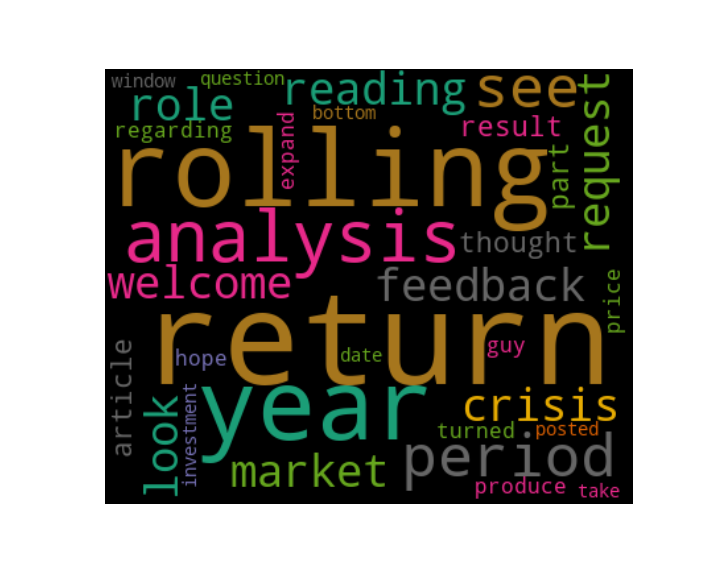 window
question
reading
see
role
bottom
request
regarding
expand
result
rolling
part
analysis
thought
welcome
feedback
price
return
hope
date
guy
article
year
investment
look
crisis
turned
posted
market
period
produce
take